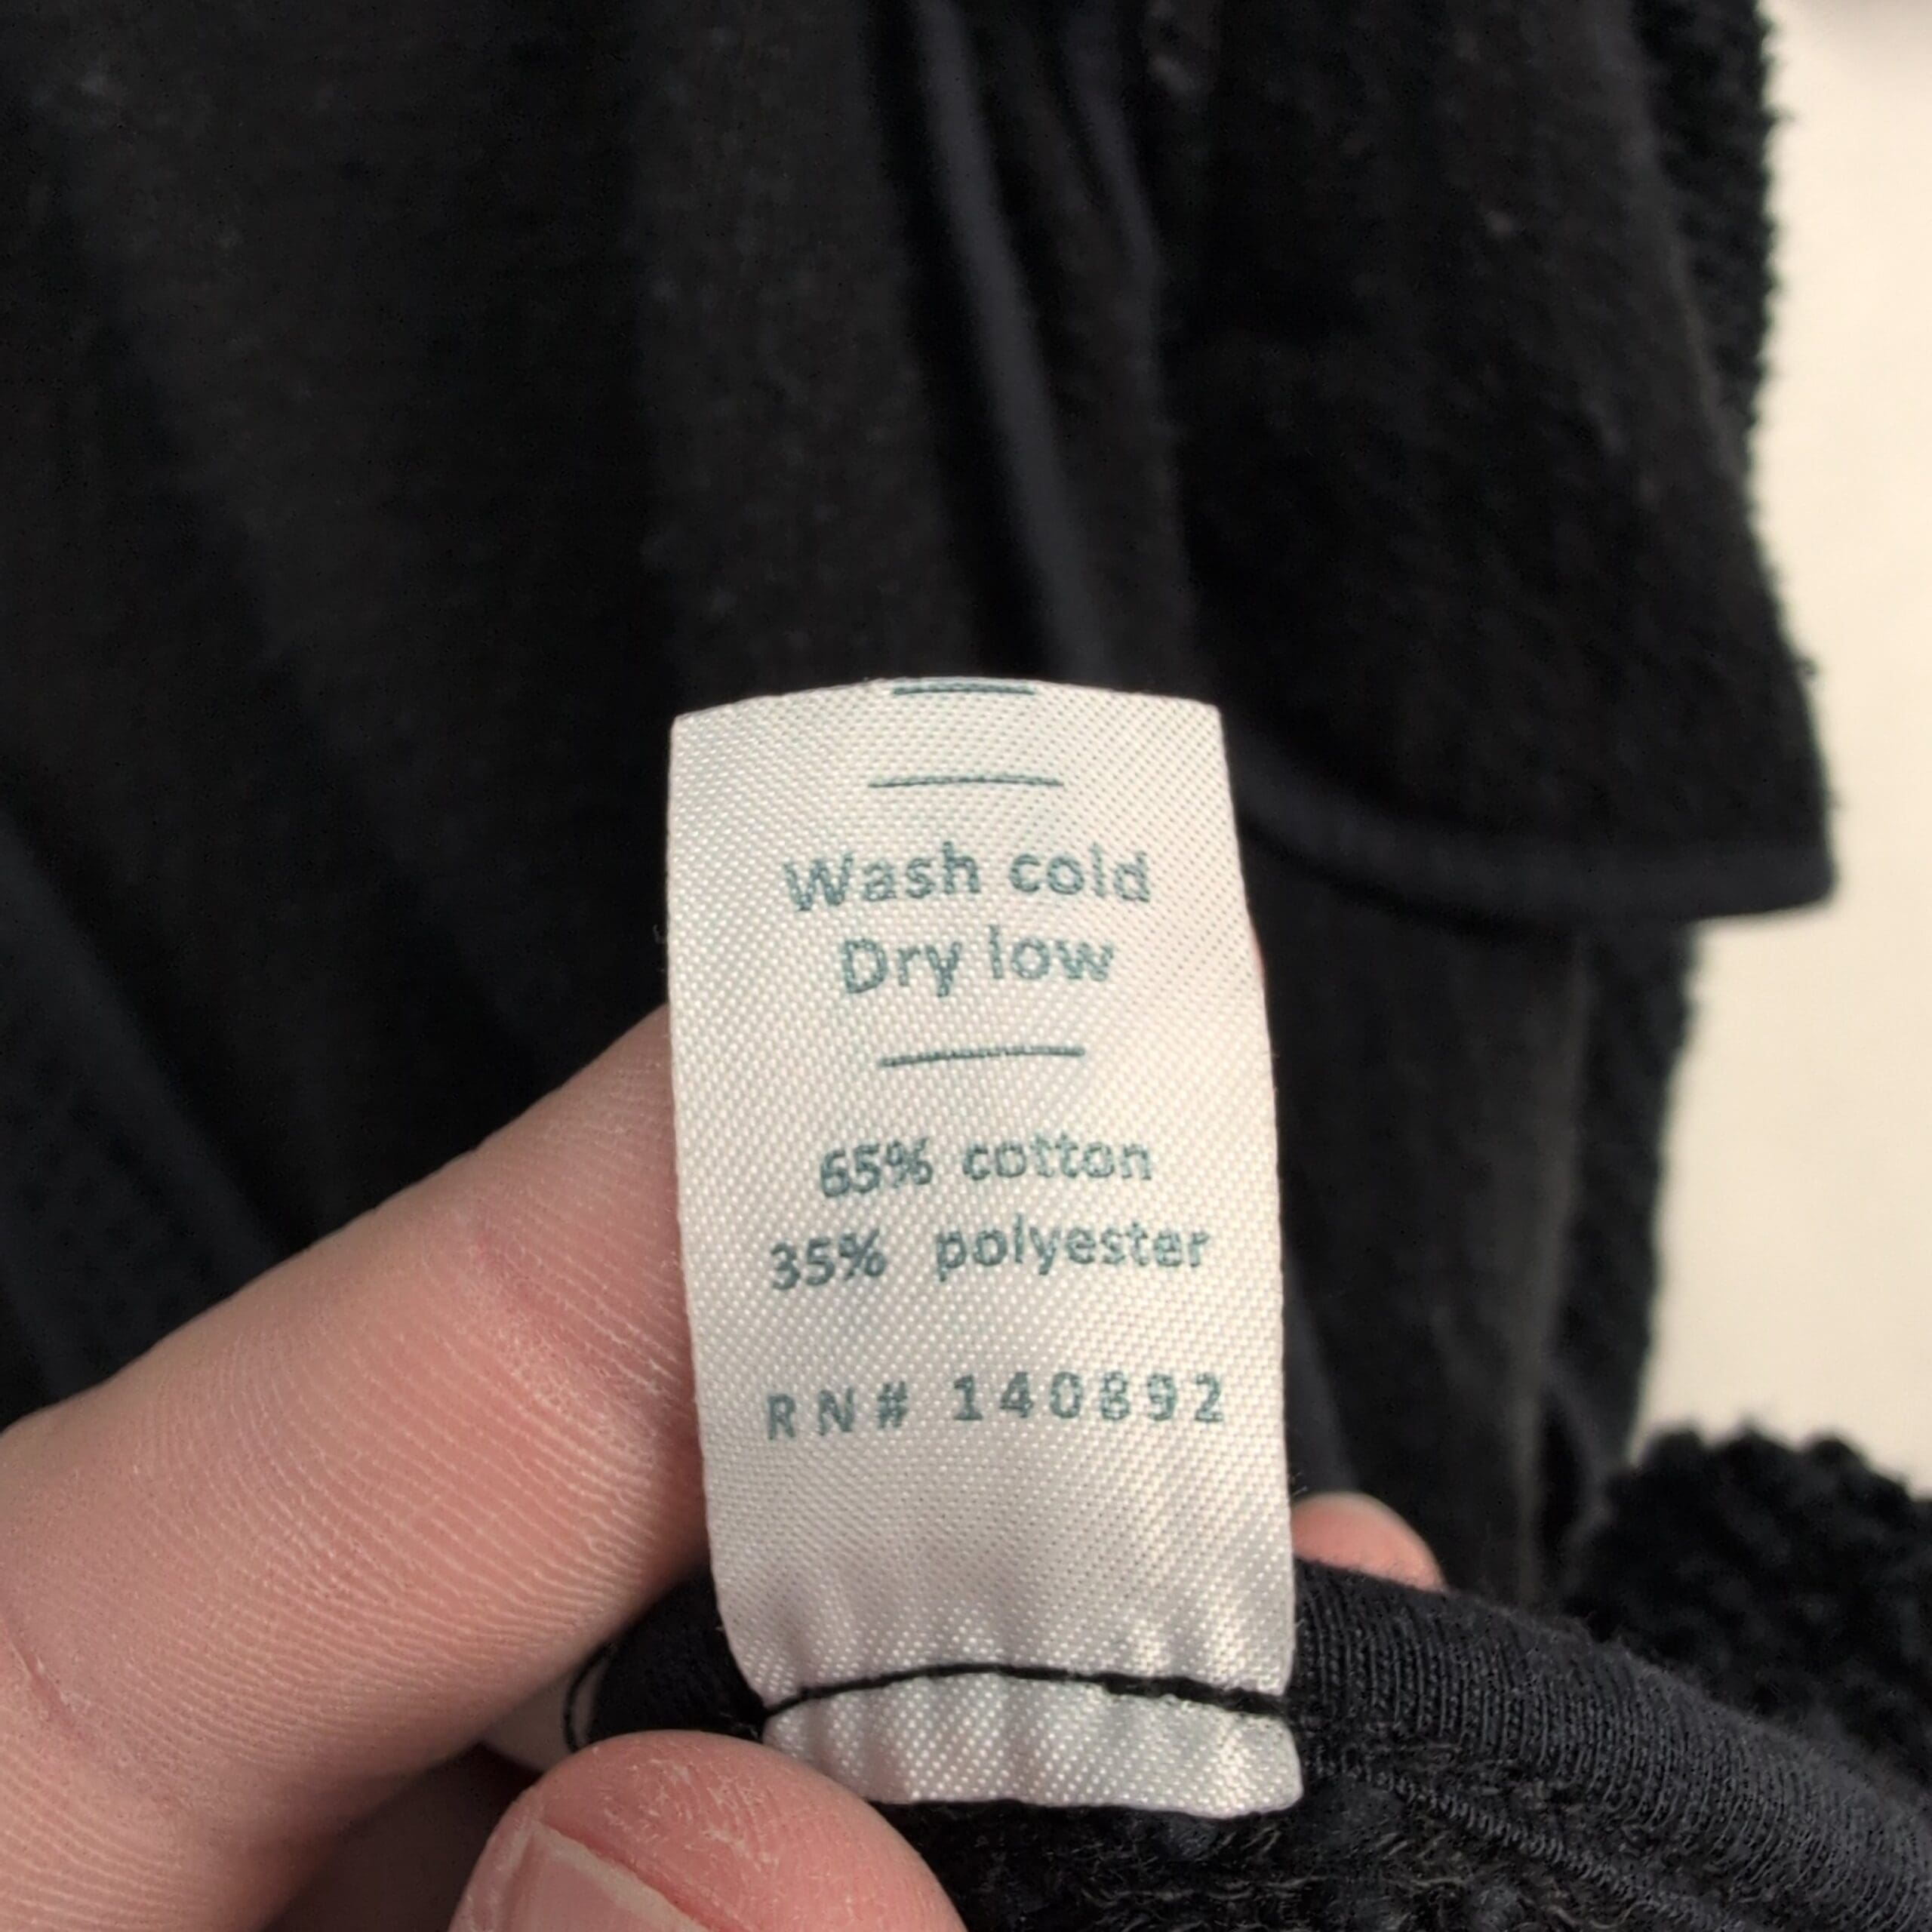 Wash cold
Dry low
65% cotton
35% polyester
RN# 140892